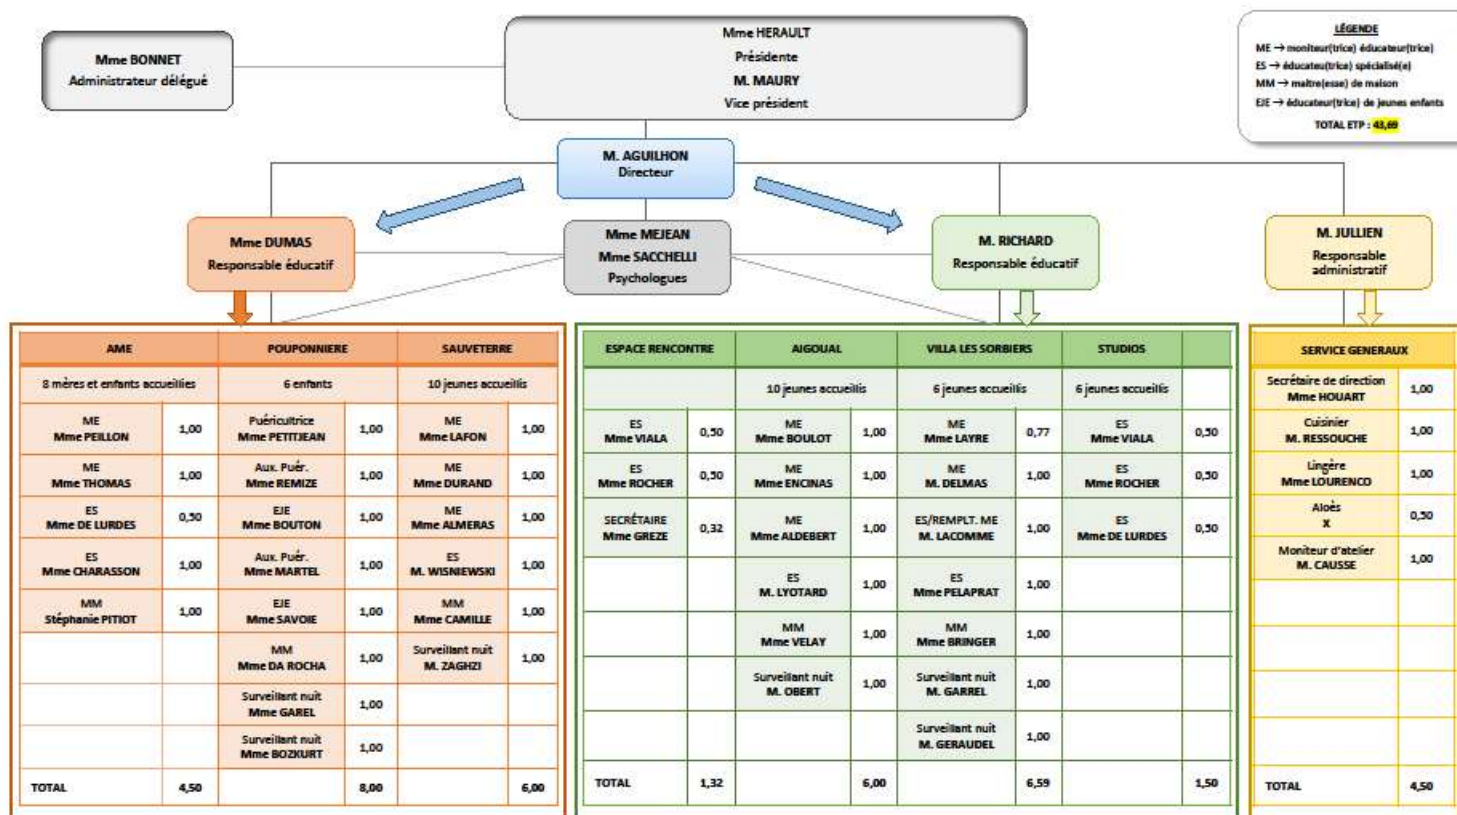 Mme BONNET
Administrateur délégué
Mme HERAULT
Présidente
M. MAURY
Vice président
LÉGENDE
ME → moniteur(trice) éducateur(trice)
ES → éducateu(trice) spécialisé(e)
MM → maitre(esse) de maison
EJE → éducateur(trice) de jeunes enfants
TOTAL ETP : 43,69
M. AGUILHON
Directeur
Mme DUMAS
Responsable éducatif
Mme MEJEAN
Mme SACCHELLI
Psychologues
M. RICHARD
Responsable éducatif
M. JULLIEN
Responsable
administratif
AME POUPONNIERE SAUVETERRE
8 mères et enfants accueillies 6 enfants 10 jeunes accueillis
ME Puéricultrice ME
Mme PEILLON 1,00 Mme PETITJEAN 1,00 Mme LAFON 1,00
ME Aux. Puér. ME
Mme THOMAS 1,00 Mme REMIZE 1,00 Mme DURAND 1,00
ES EJE ME
Mme DE LURDES 0,50 Mme BOUTON 1,00 Mme ALMERAS 1,00
ES Aux. Puér. ES
Mme CHARASSON 1,00 Mme MARTEL 1,00 M. WISNIEWSKI 1,00
MM EJE MM
Stéphanie PITIOT 1,00 Mme SAVOIE 1,00 Mme CAMILLE 1,00
MM Surveillant nuit
Mme DA ROCHA 1,00 M. ZAGHZI 1,00
Surveillant nuit
Mme GAREL 1,00
Surveillant nuit
Mme BOZKURT 1,00
TOTAL 4,50 8,00 6,00
ESPACE RENCONTRE AIGOUAL VILLA LES SORBIERS STUDIOS
10 jeunes accueillis 6 jeunes accueillis 6 jeunes accueillis
ES ME ME ES
Mme VIALA 0,50 Mme BOULOT 1,00 Mme LAYRE 0,77 Mme VIALA 0,50
ES ME ME ES
Mme ROCHER 0,50 Mme ENCINAS 1,00 M. DELMAS 1,00 Mme ROCHER 0,50
SECRÉTAIRE ME ES/REMPLT. ME ES
Mme GREZE 0,32 Mme ALDEBERT 1,00 M. LACOMME 1,00 Mme DE LURDES 0,50
ES ES
M. LYOTARD 1,00 Mme PELAPRAT 1,00
MM MM
Mme VELAY 1,00 Mme BRINGER 1,00
Surveillant nuit Surveillant nuit
M. OBERT 1,00 M. GARREL 1,00
Surveillant nuit
M. GERAUDEL 1,00
TOTAL 1,32 6,00 6,59 1,50
SERVICE GENERAUX
Secrétaire de direction
Mme HOUART 1,00
Cuisinier
M. RESSOUCHE 1,00
Lingère
Mme LOURENCO 1,00
Aloès
X 0,50
Moniteur d'atelier
M. CAUSSE 1,00
TOTAL 4,50